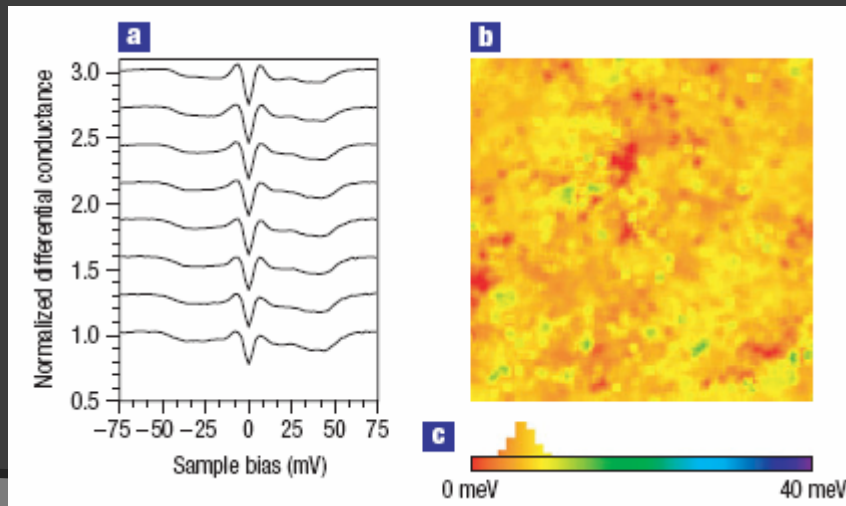 a
b
Normalized differential conductance
3.0
2.5
2.0
1.5
1.0
0.5
−75 −50 −25 0 25 50 75
Sample bias (mV)
c
0 meV 40 meV